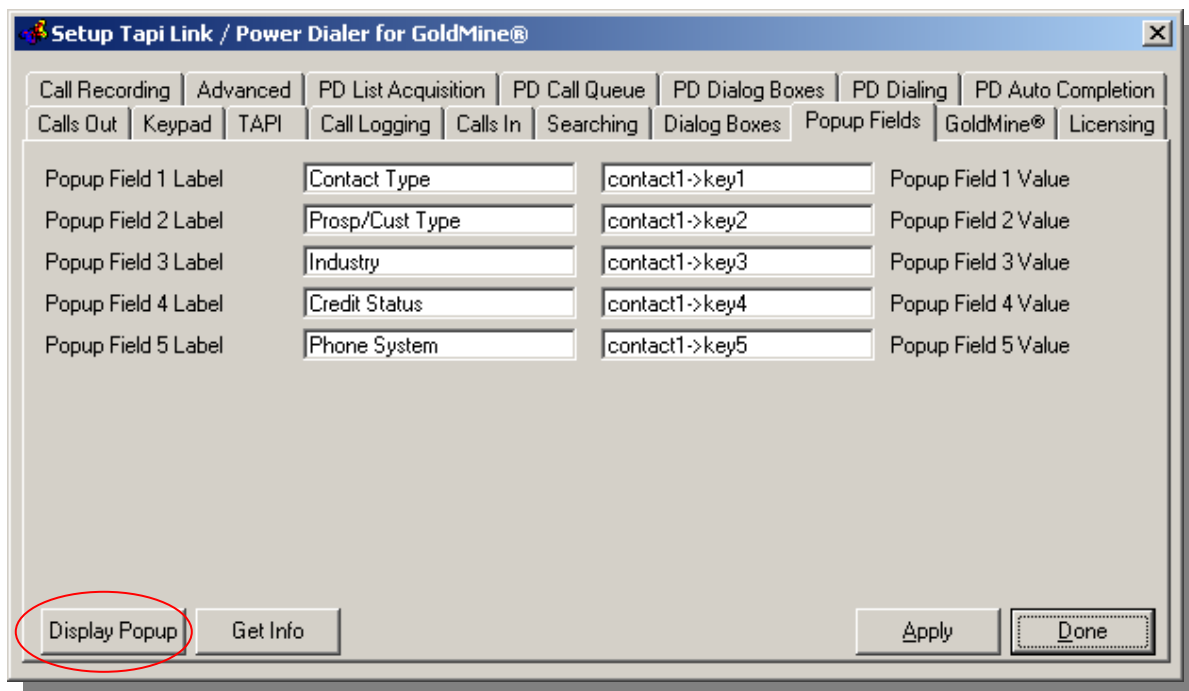 Setup Tapi Link / Power Dialer for GoldMine®
Call Recording Advanced PD List Acquisition PD Call Queue PD Dialog Boxes PD Dialing PD Auto Completion
Calls Out Keypad TAPI Call Logging Calls In Searching Dialog Boxes Popup Fields GoldMine® Licensing
Popup Field 1 Label Contact Type contact1->key1 Popup Field 1 Value
Popup Field 2 Label Prosp/Cust Type contact1->key2 Popup Field 2 Value
Popup Field 3 Label Industry contact1->key3 Popup Field 3 Value
Popup Field 4 Label Credit Status contact1->key4 Popup Field 4 Value
Popup Field 5 Label Phone System contact1->key5 Popup Field 5 Value
Display Popup Get Info Apply Done